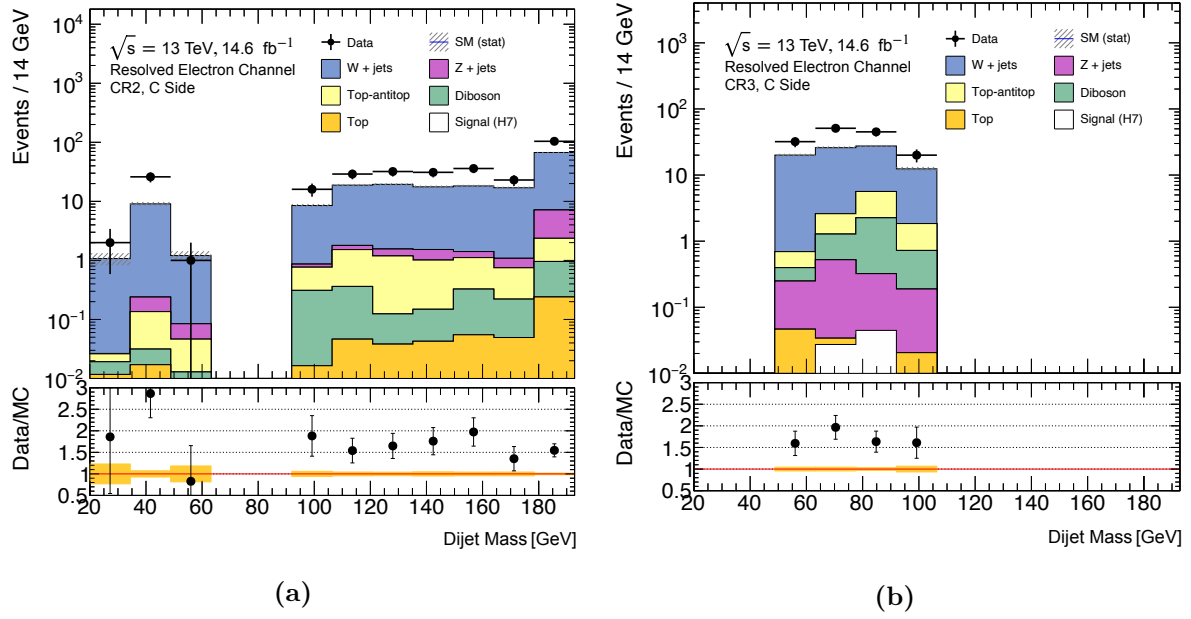 Events / 14 GeV
10⁴
10³
10²
10
1
10⁻¹
10⁻²
√s = 13 TeV, 14.6 fb⁻¹
Resolved Electron Channel
CR2, C Side
Data
SM (stat)
W + jets
Z + jets
Top-antitop
Diboson
Top
Signal (H7)
Data/MC
3
2.5
2
1.5
1
0.5
20 40 60 80 100 120 140 160 180
Dijet Mass [GeV]
(a)
Events / 14 GeV
10³
10²
10
1
10⁻¹
10⁻²
√s = 13 TeV, 14.6 fb⁻¹
Resolved Electron Channel
CR3, C Side
Data
SM (stat)
W + jets
Z + jets
Top-antitop
Diboson
Top
Signal (H7)
Data/MC
3
2.5
2
1.5
1
0.5
20 40 60 80 100 120 140 160 180
Dijet Mass [GeV]
(b)